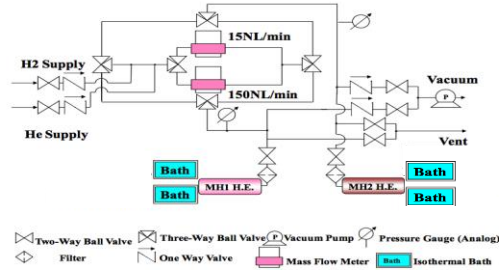 15NL/min
H2 Supply
150NL/min
Vacuum
P
He Supply
Vent
Bath
Bath
MH1 H.E.
MH2 H.E.
Bath
Bath
Two-Way Ball Valve
Three-Way Ball Valve
P
Vacuum Pump
Pressure Gauge (Analog)
Filter
One Way Valve
Mass Flow Meter
Bath
Isothermal Bath